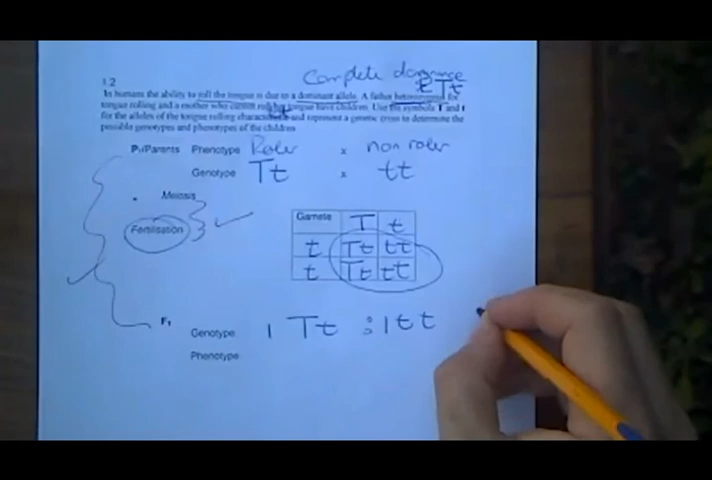 Complete dominance
t Tt
1.2
In humans the ability to roll the tongue is due to a dominant allele. A father heterozygous for
tongue rolling and a mother who cannot roll her tongue have children. Use the symbols T and t
for the alleles of the tongue rolling characteristic and represent a genetic cross to determine the
possible genotypes and phenotypes of the children
P₁/Parents Phenotype Roller x non roller
Genotype Tt x tt
Meiosis
Gamete T t
Fertilisation t Tt tt
t Tt tt
F₁
Genotype 1 Tt : 1 tt
Phenotype